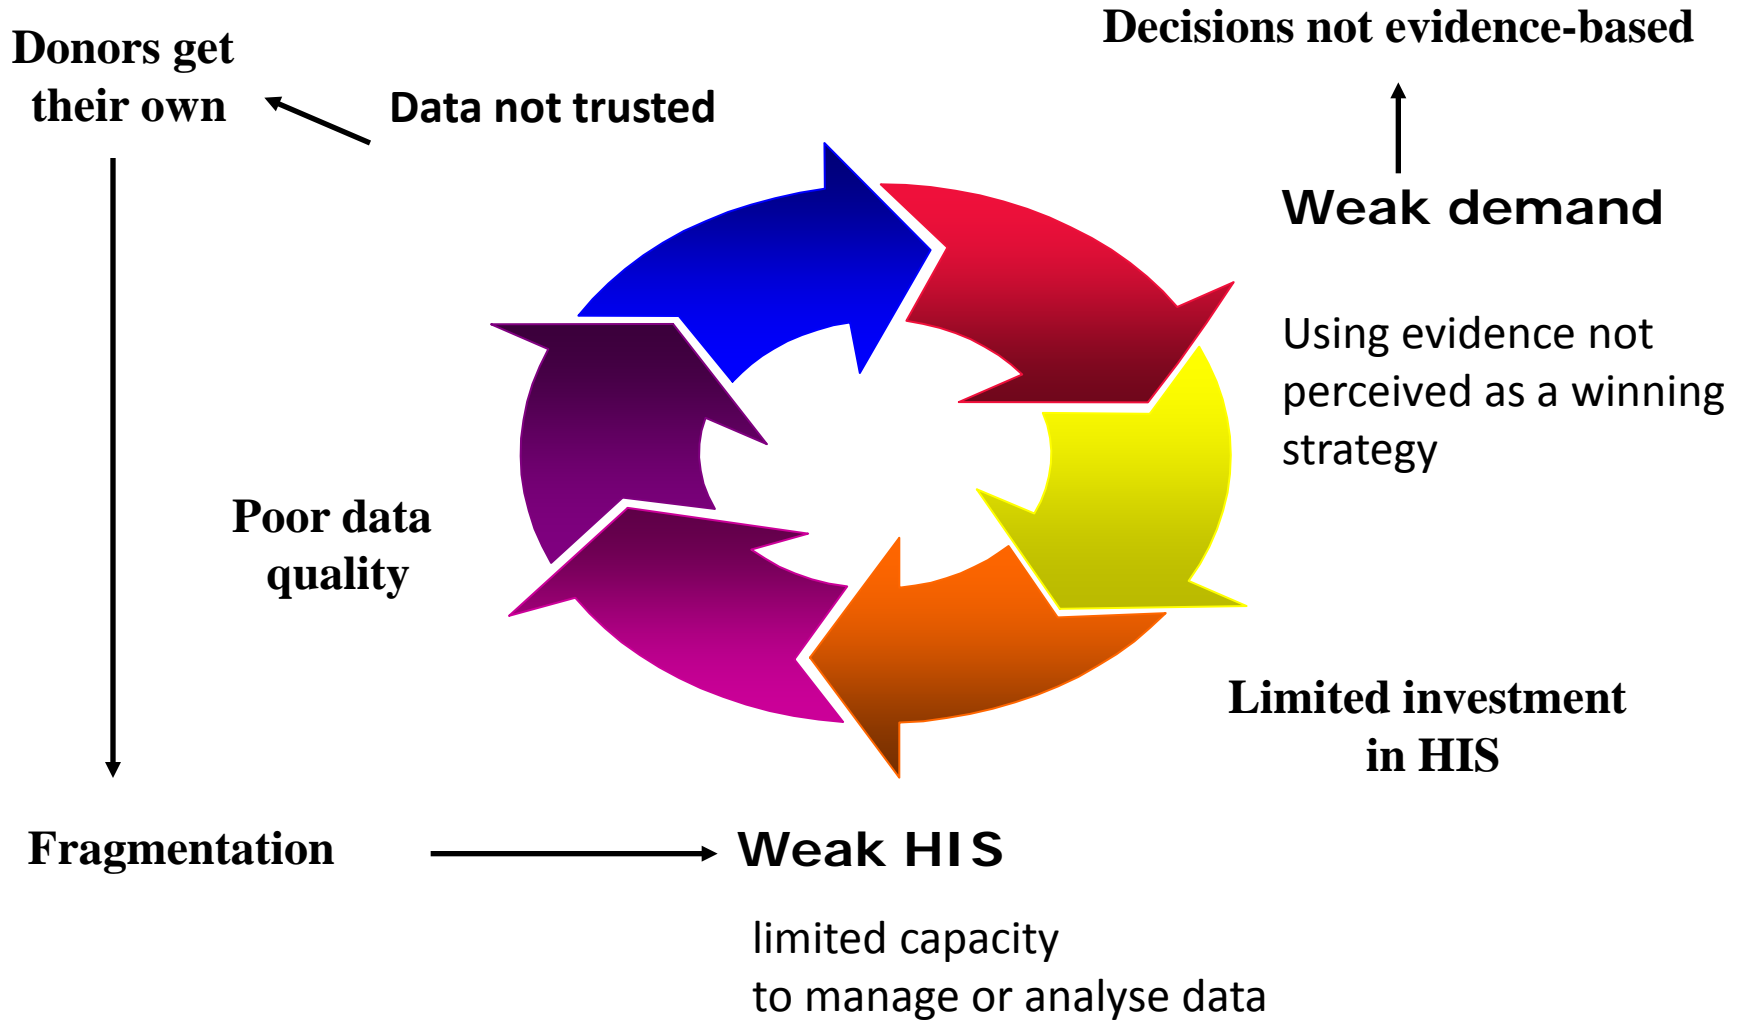 Decisions not evidence-based
Donors get
their own
Data not trusted
Weak demand
Using evidence not
perceived as a winning
strategy
Poor data
quality
Limited investment
in HIS
Fragmentation
Weak HIS
limited capacity
to manage or analyse data